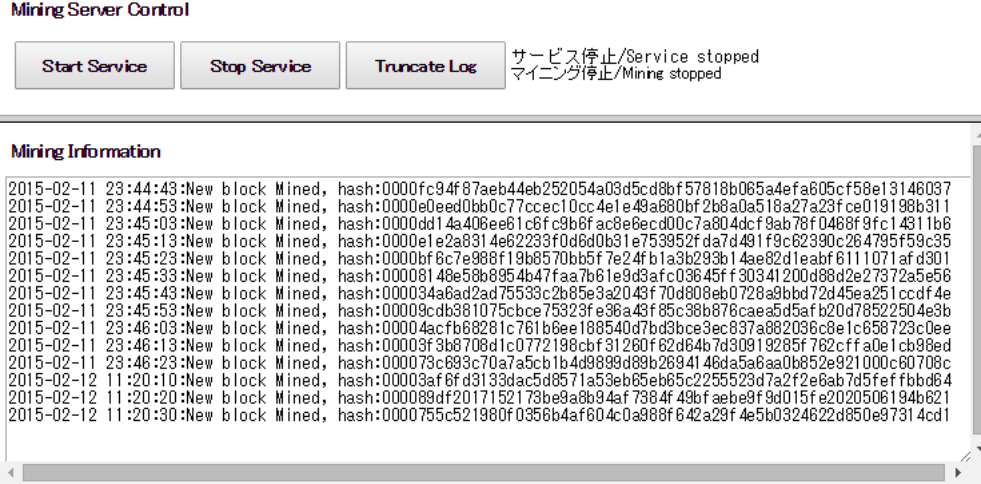 Mining Server Control
Start Service Stop Service Truncate Log サービス停止/Service stopped
マイニング停止/Mining stopped
Mining Information
2015-02-11 23:44:43:New block Mined, hash:0000fc94f87aeb44eb252054a03d5cd8bf57818b065a4efa605cf58e13146037
2015-02-11 23:44:53:New block Mined, hash:0000e0eed0bb0c77ccec10cc4e1e49a680bf2b8a0a518a27a23fce019198b311
2015-02-11 23:45:03:New block Mined, hash:0000dd14a406ee61c6fc9b6fac8e6ecd00c7a804dcf9ab78f0468f9fc14311b6
2015-02-11 23:45:13:New block Mined, hash:0000e1e2a8314e62233f0d6d0b31e753952fda7d491f9c62390c264795f59c35
2015-02-11 23:45:23:New block Mined, hash:0000bf6c7e988f19b8570bb5f7e24fb1a3b293b14ae82d1eabf6111071afd301
2015-02-11 23:45:33:New block Mined, hash:00008148e58b8954b47faa7b61e9d3afc03645ff30341200d88d2e27372a5e56
2015-02-11 23:45:43:New block Mined, hash:000034a6ad2ad75533c2b85e3a2043f70d808eb0728a9bbd72d45ea251ccdf4e
2015-02-11 23:45:53:New block Mined, hash:00009cdb381075cbce75323fe36a43f85c38b876caea5d5afb20d78522504e3b
2015-02-11 23:46:03:New block Mined, hash:00004acfb68281c761b6ee188540d7bd3bce3ec837a882036c8e1c658723c0ee
2015-02-11 23:46:13:New block Mined, hash:00003f3b8708d1c0772198cbf31260f62d64b7d30919285f762cffa0e1cb98ed
2015-02-11 23:46:23:New block Mined, hash:000073c693c70a7a5cb1b4d9899d89b2694146da5a6aa0b852e921000c60708c
2015-02-12 11:20:10:New block Mined, hash:00003af6fd3133dac5d8571a53eb65eb65c2255523d7a2f2e6ab7d5feffbbd64
2015-02-12 11:20:20:New block Mined, hash:000089df2017152173be9a8b94af7384f49bfaebe9f9d015fe2020506194b621
2015-02-12 11:20:30:New block Mined, hash:0000755c521980f0356b4af604c0a988f642a29f4e5b0324622d850e97314cd1